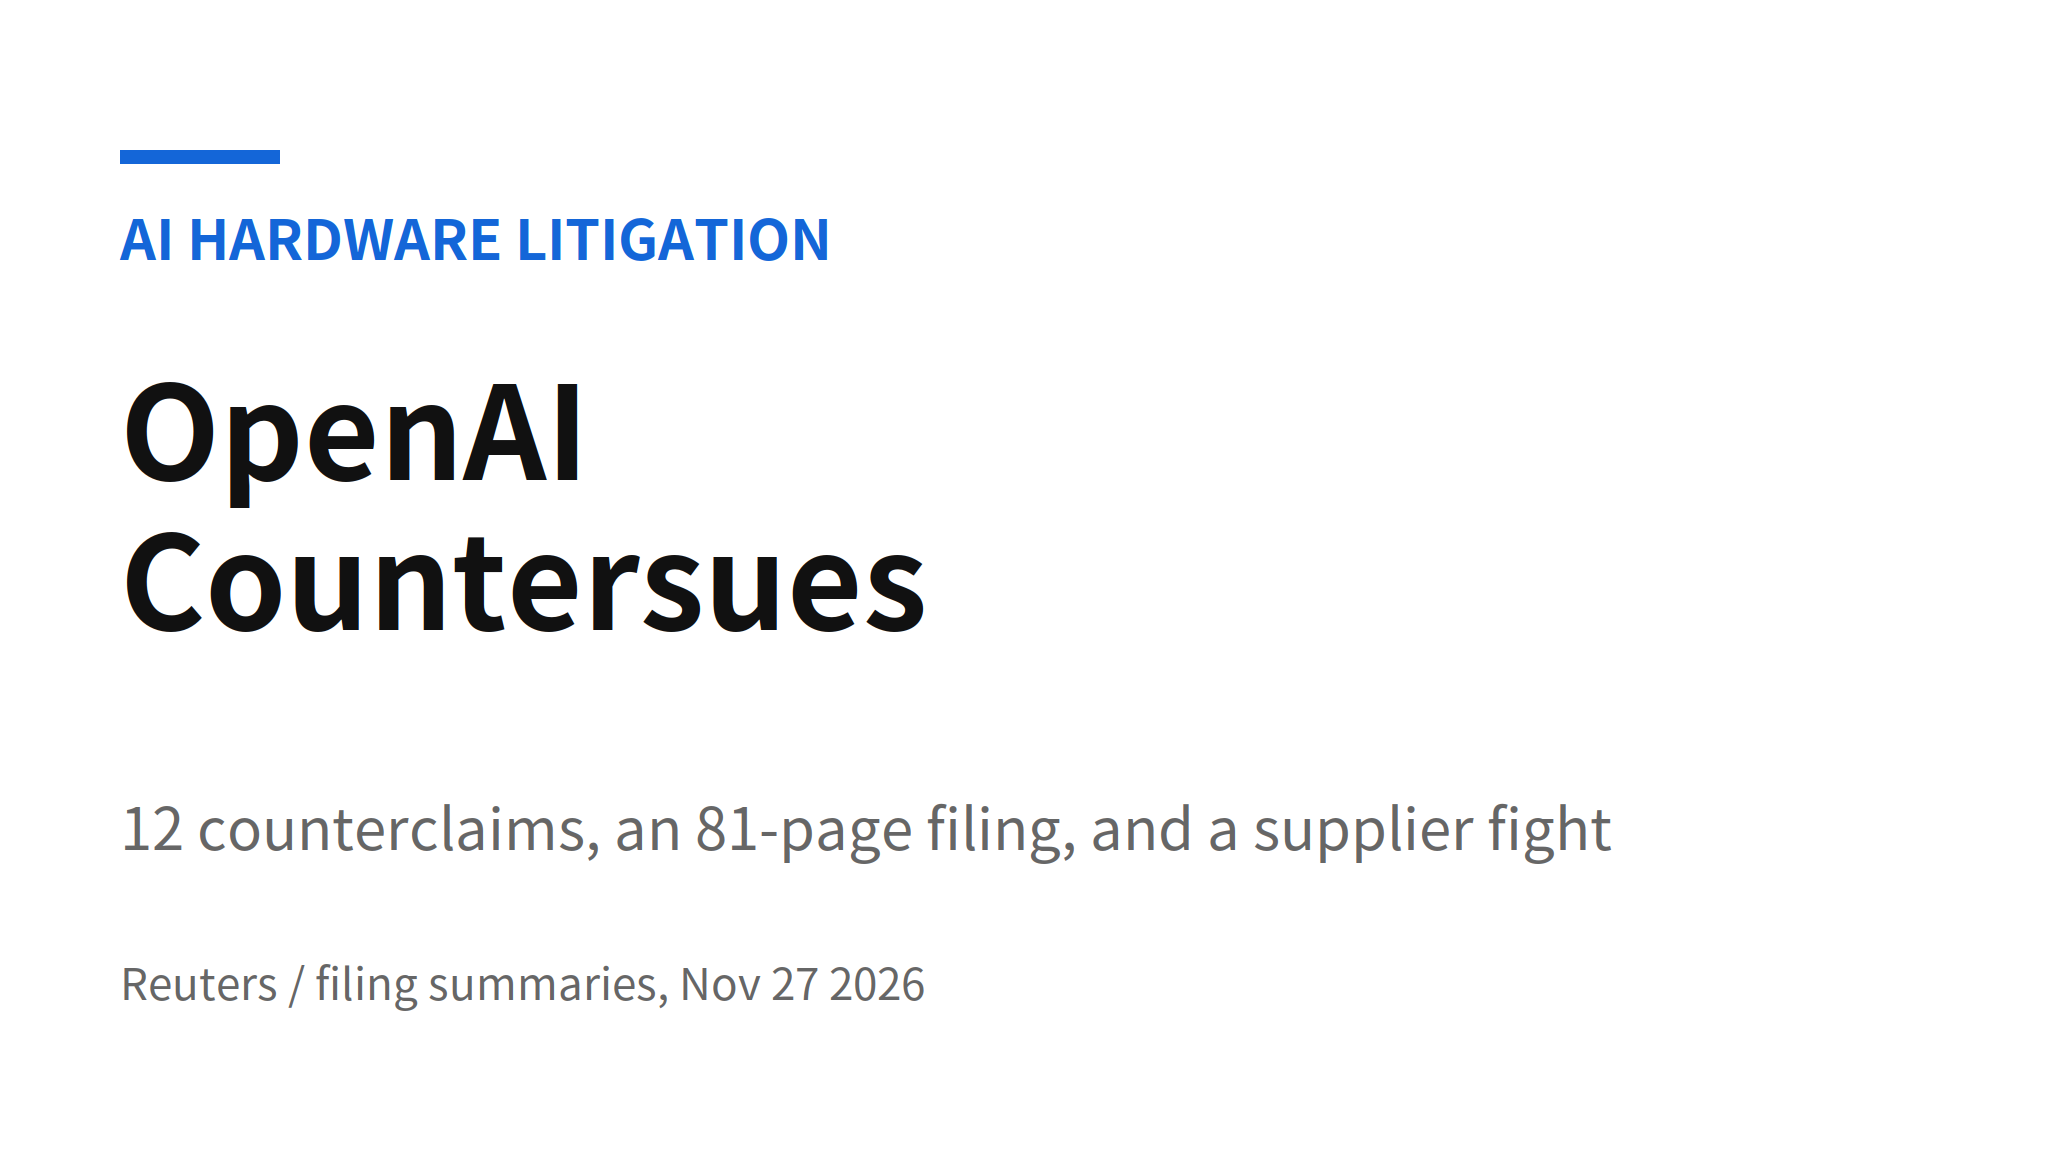 AI HARDWARE LITIGATION
OpenAI
Countersues
12 counterclaims, an 81-page filing, and a supplier fight
Reuters / filing summaries, Nov 27 2026